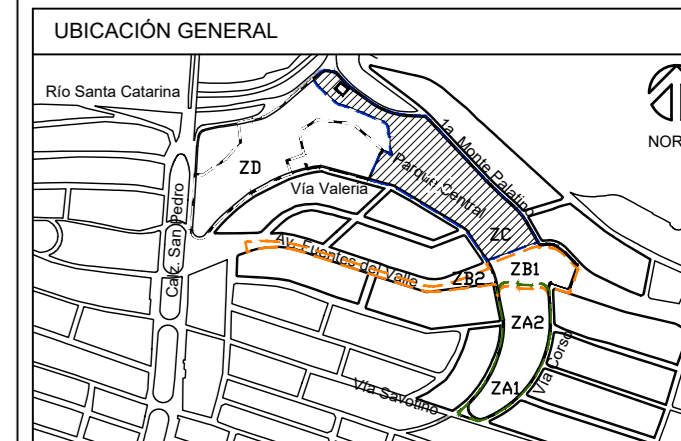 UBICACIÓN GENERAL
Río Santa Catarina
NOR
1a. Monte Palatino
ZD
Parque Central
Vía Valeria
Calz. San Pedro
ZC
Av. Fuentes del Valle
ZB2
ZB1
ZA2
Vía Corso
Vía Savotino
ZA1